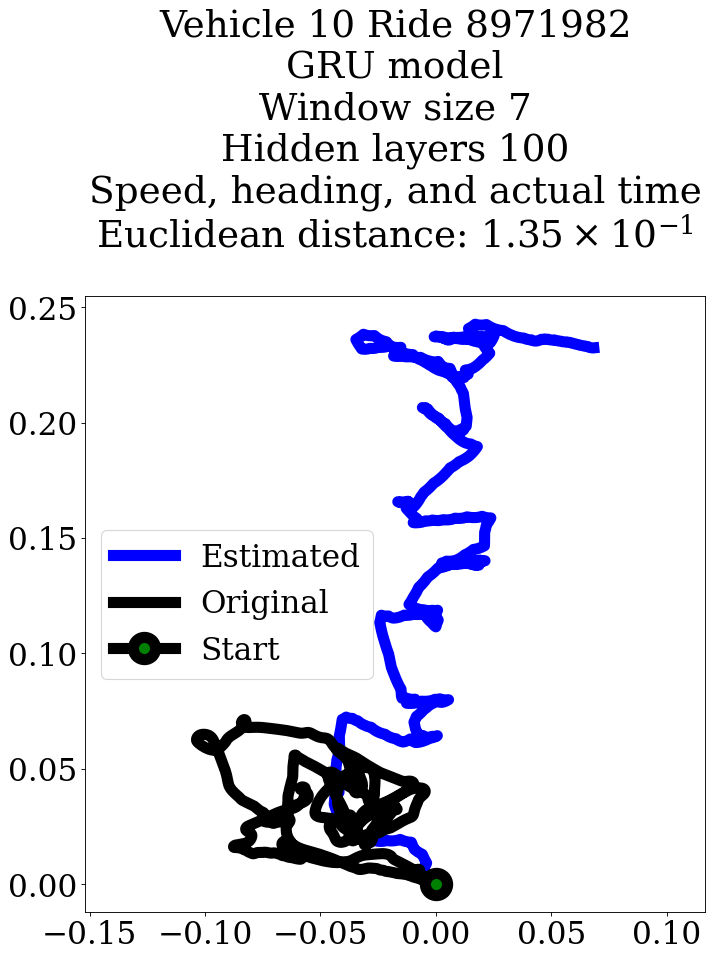 Vehicle 10 Ride 8971982
GRU model
Window size 7
Hidden layers 100
Speed, heading, and actual time
Euclidean distance: 1.35 × 10⁻¹
0.25
0.20
0.15
0.10
0.05
0.00
Estimated
Original
Start
−0.15 −0.10 −0.05 0.00 0.05 0.10